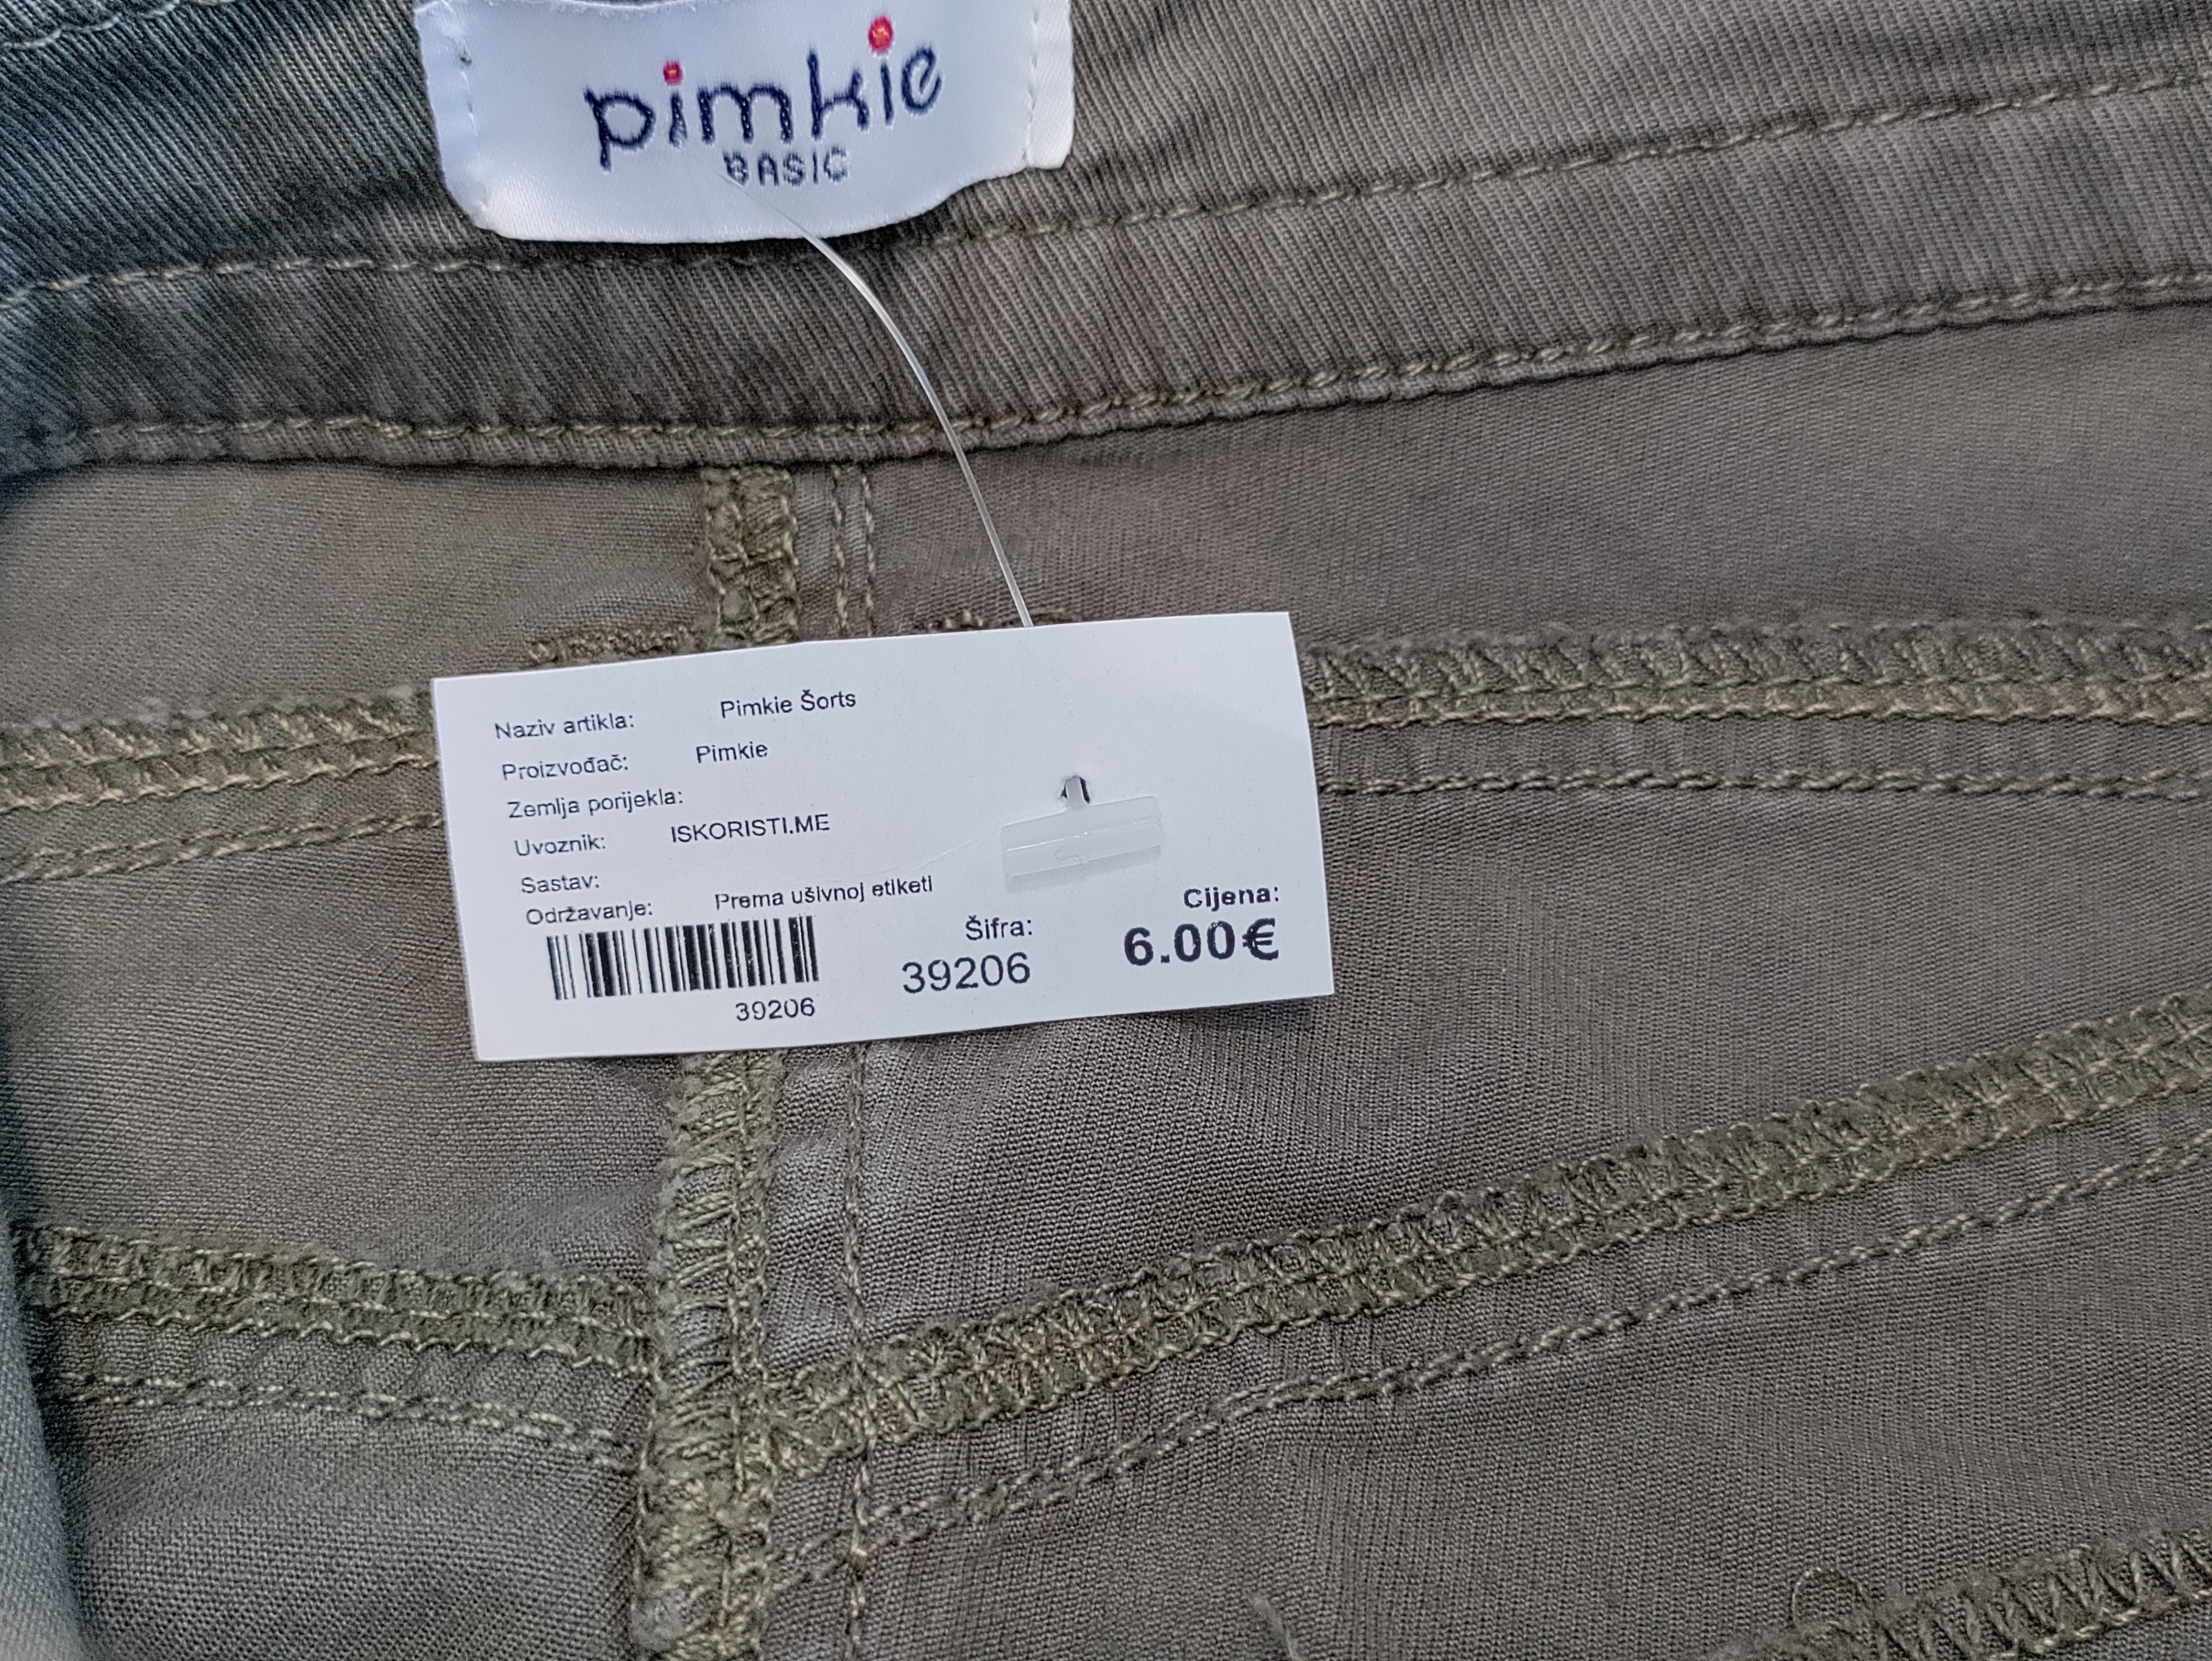 pimkie
BASIC
Naziv artikla: Pimkie Šorts
Proizvođač: Pimkie
Zemlja porijekla:
Uvoznik: ISKORISTI.ME
Sastav:
Održavanje: Prema ušivnoj etiketi
39206
Šifra:
39206
Cijena:
6.00€